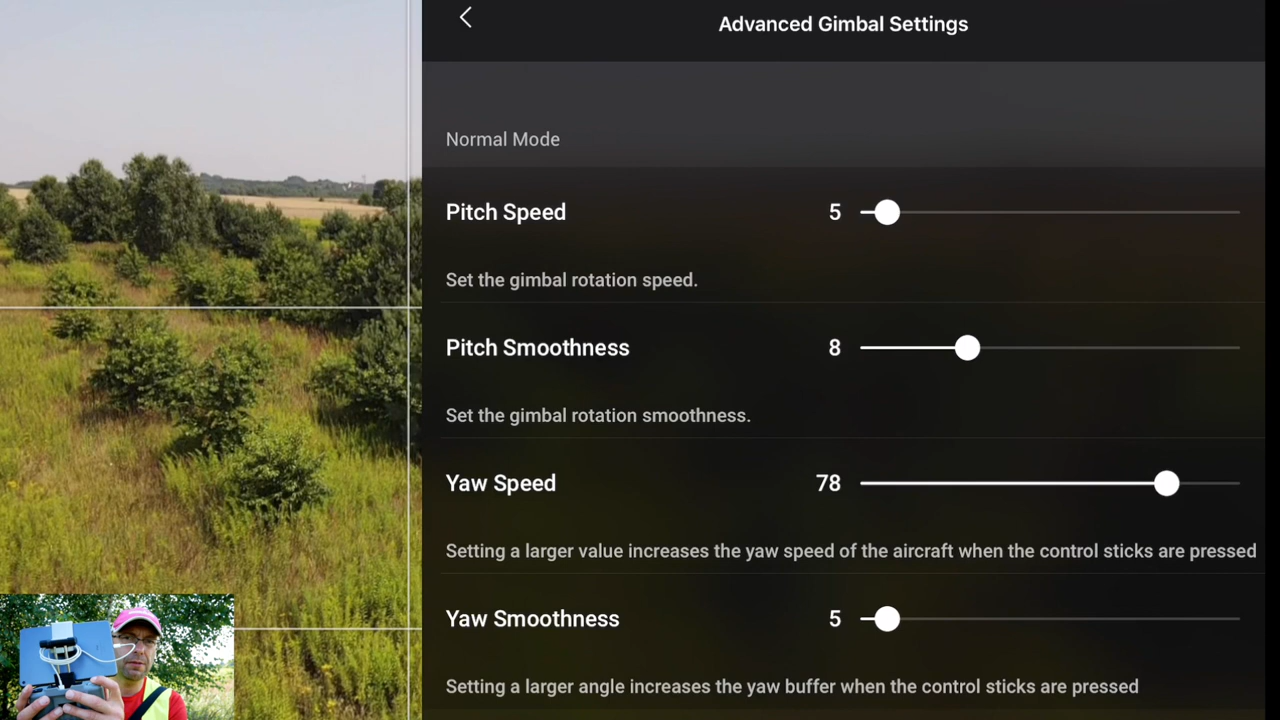 Advanced Gimbal Settings
Normal Mode
Pitch Speed 5
Set the gimbal rotation speed.
Pitch Smoothness 8
Set the gimbal rotation smoothness.
Yaw Speed 78
Setting a larger value increases the yaw speed of the aircraft when the control sticks are pressed
Yaw Smoothness 5
Setting a larger angle increases the yaw buffer when the control sticks are pressed